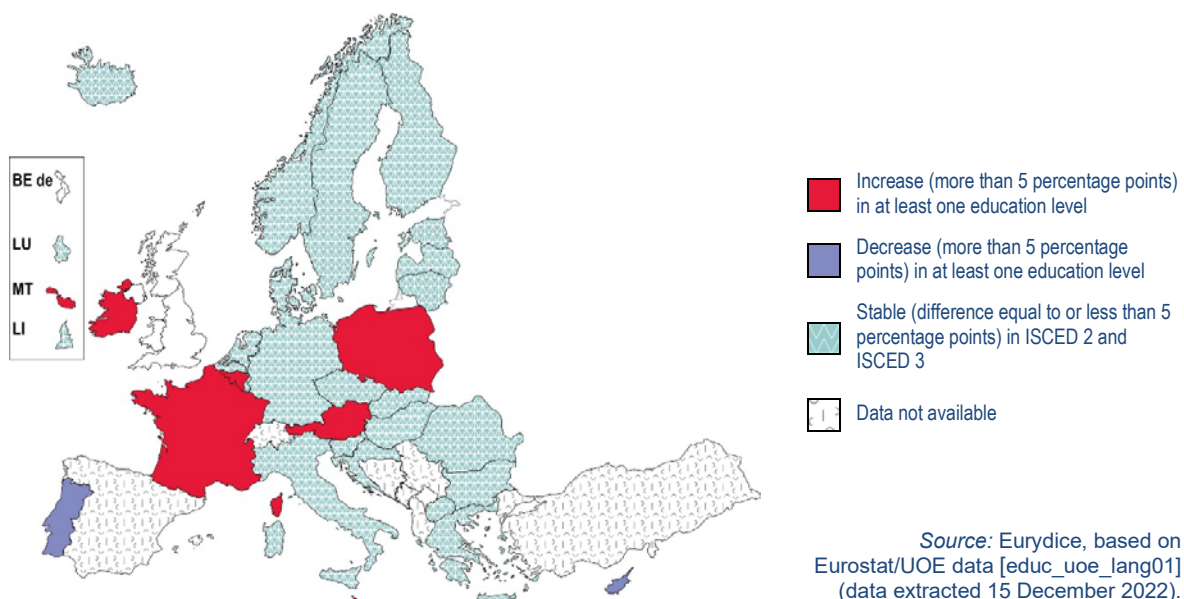 BE de
LU
MT
LI
Increase (more than 5 percentage points)
in at least one education level
Decrease (more than 5 percentage
points) in at least one education level
Stable (difference equal to or less than 5
percentage points) in ISCED 2 and
ISCED 3
Data not available
Source: Eurydice, based on
Eurostat/UOE data [educ_uoe_lang01]
(data extracted 15 December 2022).